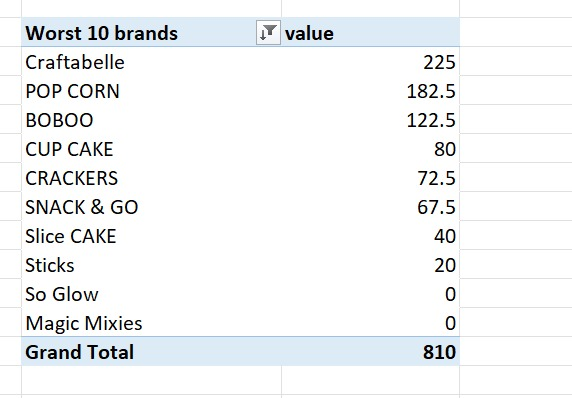 Worst 10 brands value
Craftabelle 225
POP CORN 182.5
BOBOO 122.5
CUP CAKE 80
CRACKERS 72.5
SNACK & GO 67.5
Slice CAKE 40
Sticks 20
So Glow 0
Magic Mixies 0
Grand Total 810